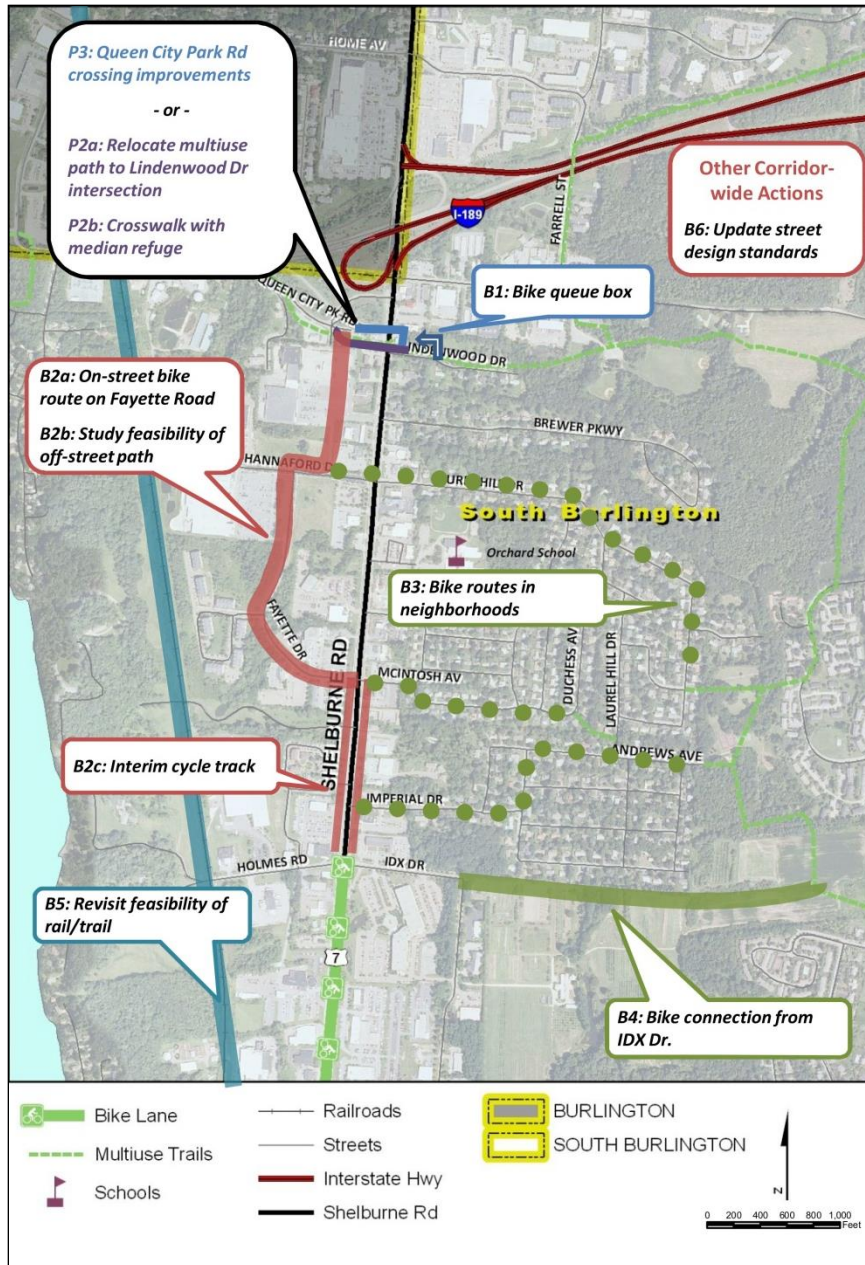 HOME AV
P3: Queen City Park Rd
crossing improvements
- or -
P2a: Relocate multiuse
path to Lindenwood Dr
intersection
P2b: Crosswalk with
median refuge
I-189
FARRELL ST
Other Corridor-
wide Actions
B6: Update street
design standards
B1: Bike queue box
QUEEN CITY PK RD
INDENWOOD DR
B2a: On-street bike
route on Fayette Road
B2b: Study feasibility of
off-street path
BREWER PKWY
HANNAFORD D
URE HILL DR
South Burlington
Orchard School
B3: Bike routes in
neighborhoods
FAYETTE DR
SHELBURNE RD
MCINTOSH AV
DUCHESS AV
LAUREL HILL DR
ANDREWS AVE
B2c: Interim cycle track
IMPERIAL DR
HOLMES RD
IDX DR
B5: Revisit feasibility of
rail/trail
7
B4: Bike connection from
IDX Dr.
Bike Lane
Multiuse Trails
Schools
Railroads
Streets
Interstate Hwy
Shelburne Rd
BURLINGTON
SOUTH BURLINGTON
N
0 200 400 600 800 1,000
Feet